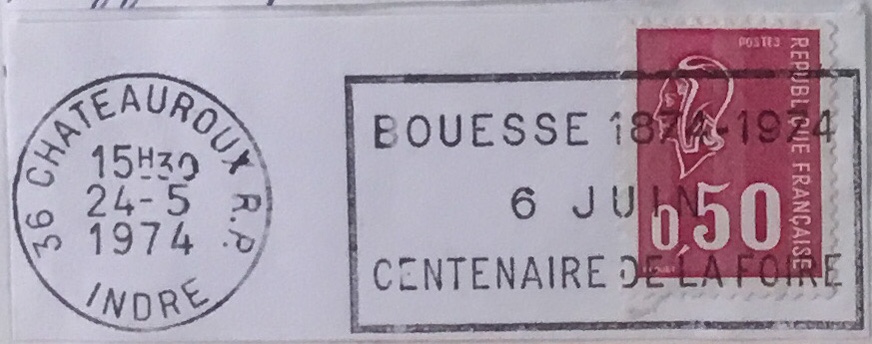 36 CHATEAUROUX R.P.
15H30
24-5
1974
INDRE
BOUESSE 1874-1974
6 JUIN
CENTENAIRE DE LA FOIRE
POSTES
REPUBLIQUE FRANÇAISE
0,50